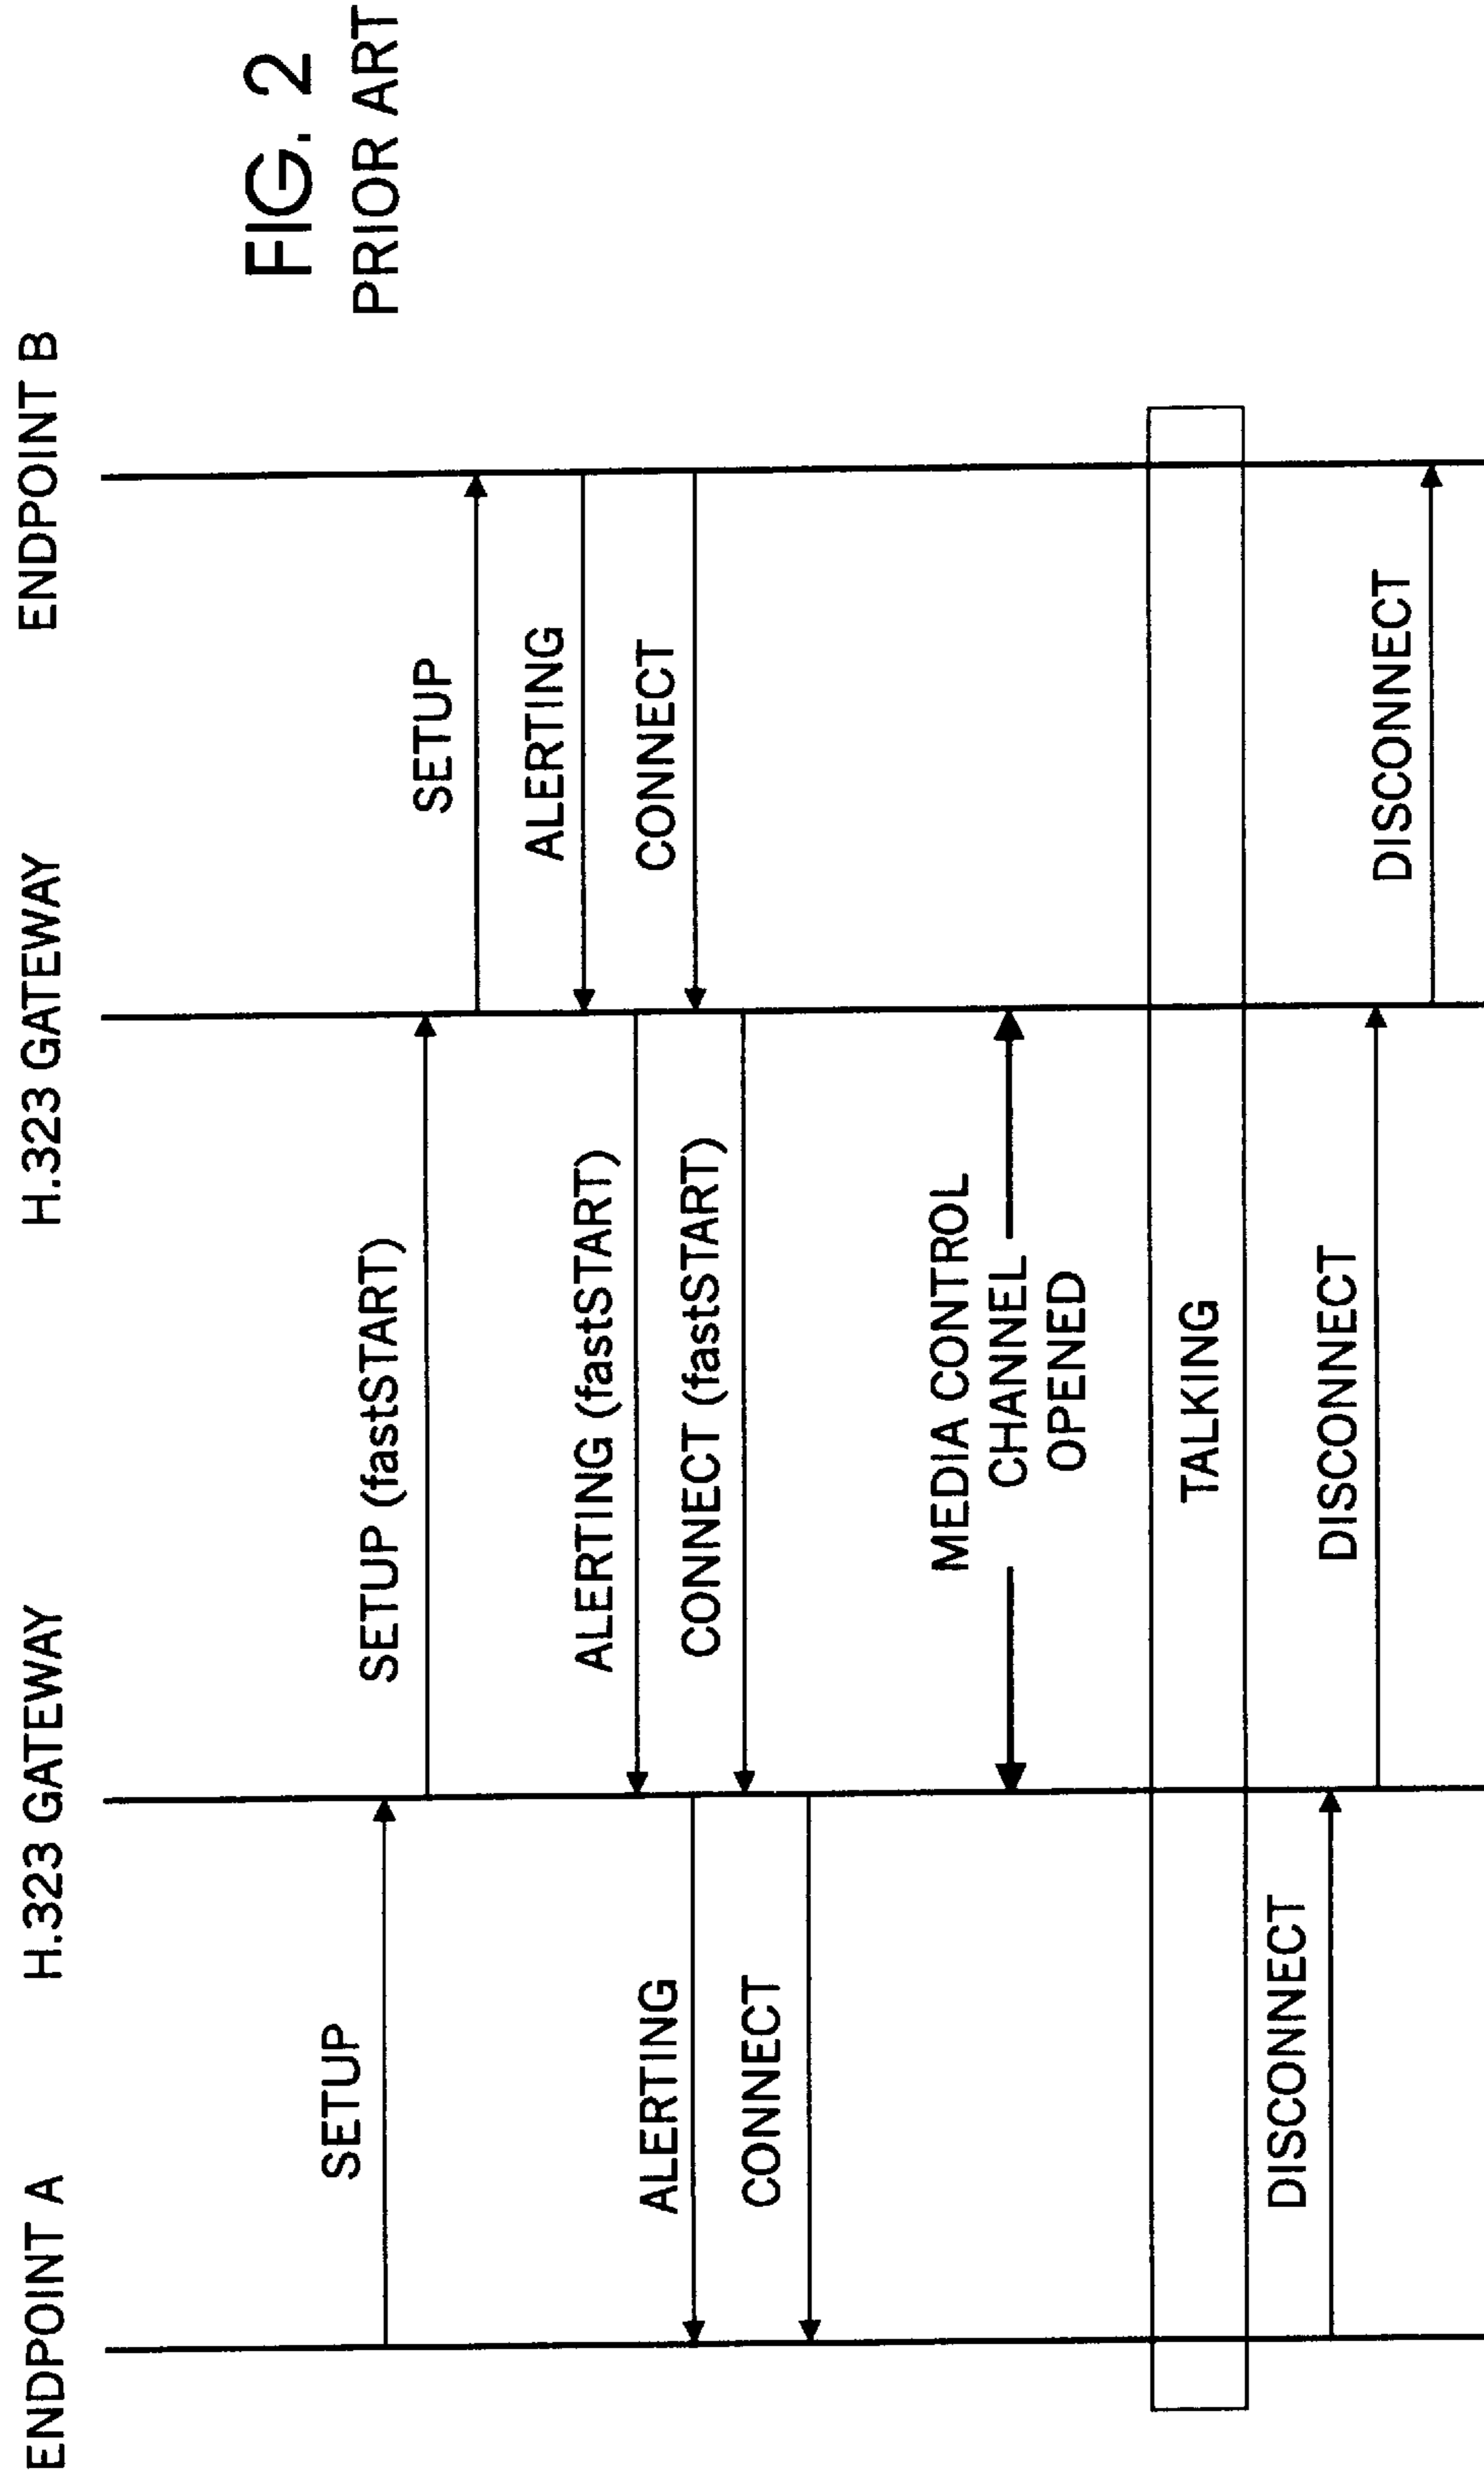 FIG. 2
PRIOR ART
ENDPOINT A
H.323 GATEWAY
H.323 GATEWAY
ENDPOINT B
SETUP
SETUP (fastSTART)
SETUP
ALERTING
ALERTING (fastSTART)
CONNECT
ALERTING
CONNECT (fastSTART)
CONNECT
MEDIA CONTROL
CHANNEL
OPENED
TALKING
DISCONNECT
DISCONNECT
DISCONNECT